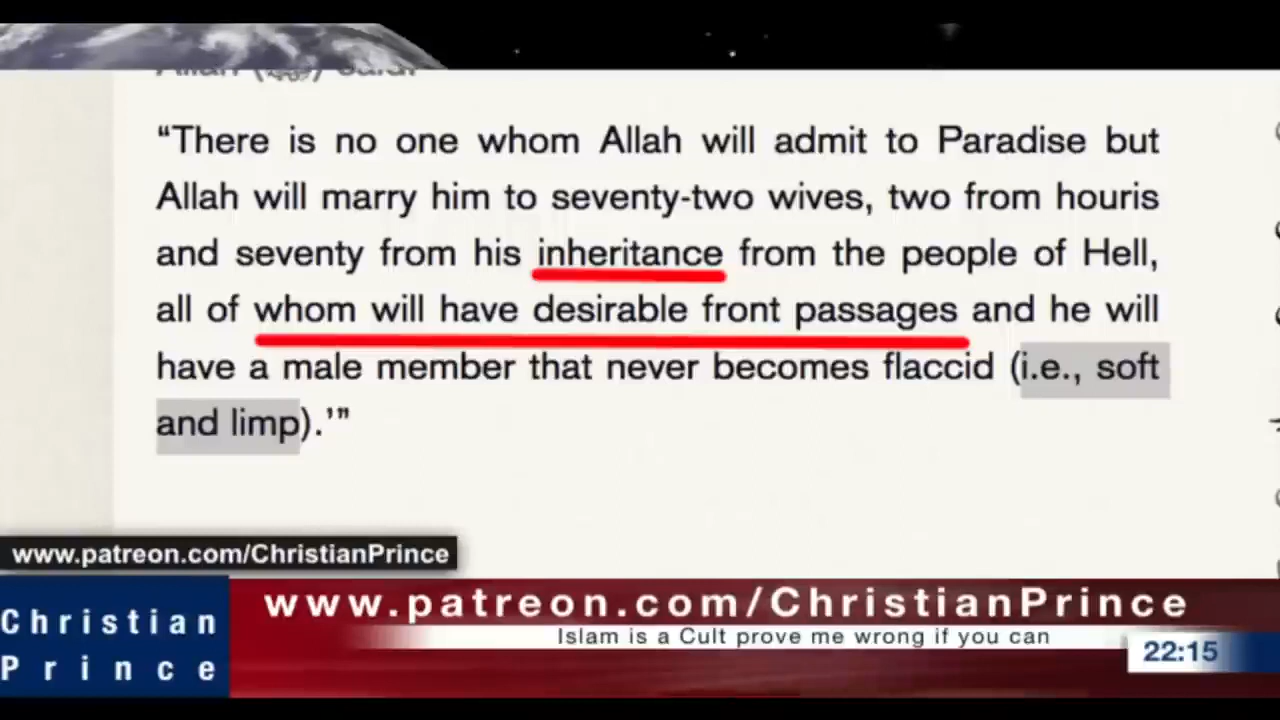 “There is no one whom Allah will admit to Paradise but
Allah will marry him to seventy-two wives, two from houris
and seventy from his inheritance from the people of Hell,
all of whom will have desirable front passages and he will
have a male member that never becomes flaccid (i.e., soft
and limp).’”
www.patreon.com/ChristianPrince
Christian
Prince
www.patreon.com/ChristianPrince
Islam is a Cult prove me wrong if you can
22:15